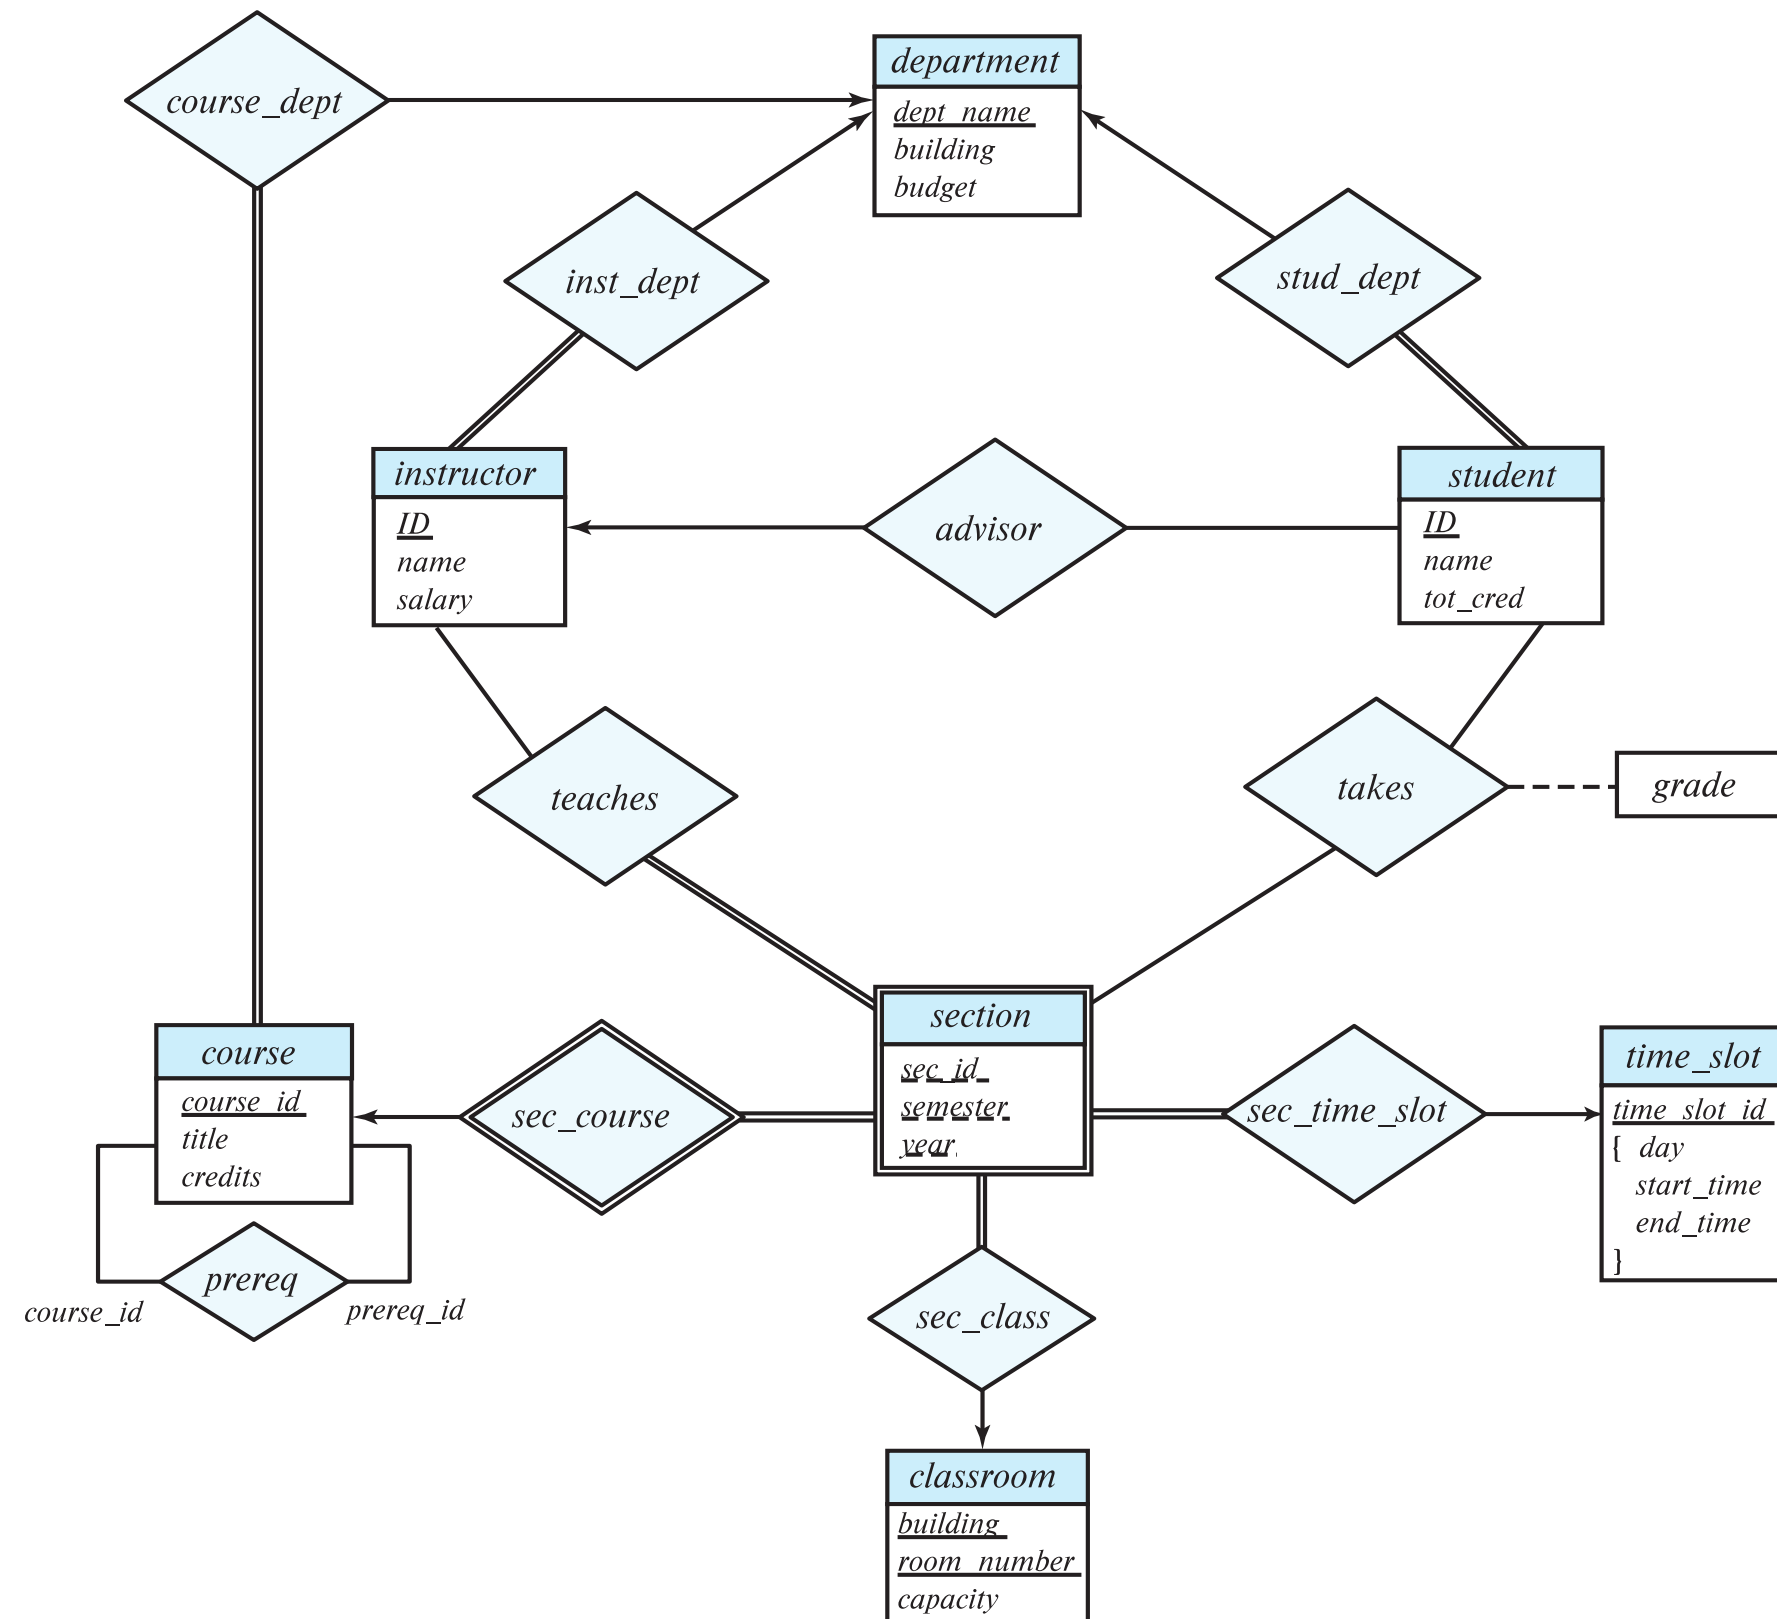 course_dept
department
dept_name
building
budget
inst_dept
stud_dept
instructor
ID
name
salary
advisor
student
ID
name
tot_cred
teaches
takes
grade
course
course_id
title
credits
sec_course
section
sec_id
semester
year
sec_time_slot
time_slot
time_slot_id
{ day
start_time
end_time
}
prereq
course_id
prereq_id
sec_class
classroom
building
room_number
capacity